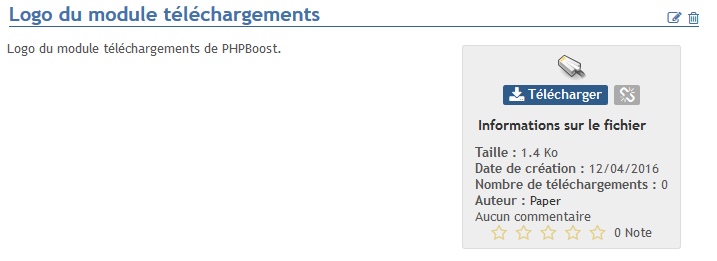 Logo du module téléchargements
Logo du module téléchargements de PHPBoost.
Télécharger
Informations sur le fichier
Taille : 1.4 Ko
Date de création : 12/04/2016
Nombre de téléchargements : 0
Auteur : Paper
Aucun commentaire
0 Note